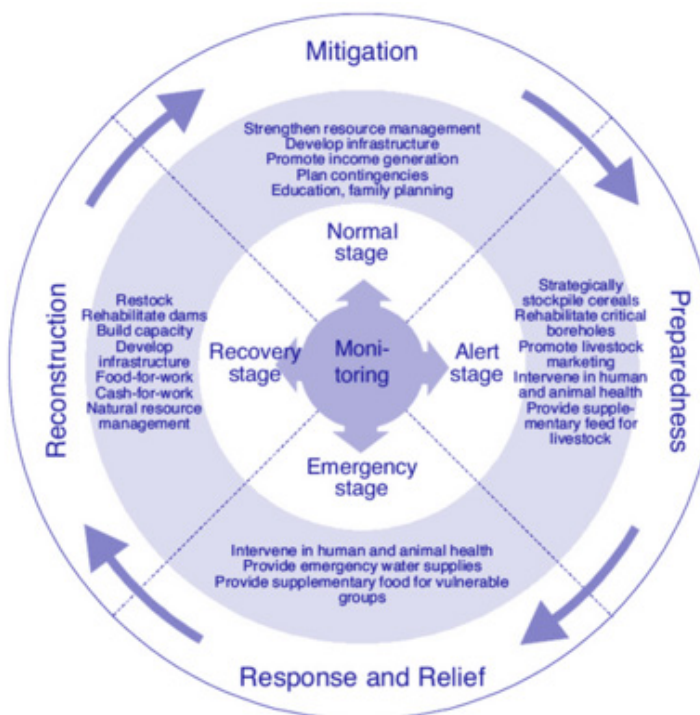 Mitigation
Strengthen resource management
Develop infrastructure
Promote income generation
Plan contingencies
Education, family planning
Normal
stage
Reconstruction
Restock
Rehabilitate dams
Build capacity
Develop
infrastructure
Food-for-work
Cash-for-work
Natural resource
management
Recovery
stage
Moni-
toring
Alert
stage
Strategically
stockpile cereals
Rehabilitate critical
boreholes
Promote livestock
marketing
Intervene in human
and animal health
Provide supple-
mentary feed for
livestock
Preparedness
Emergency
stage
Intervene in human and animal health
Provide emergency water supplies
Provide supplementary food for vulnerable
groups
Response and Relief